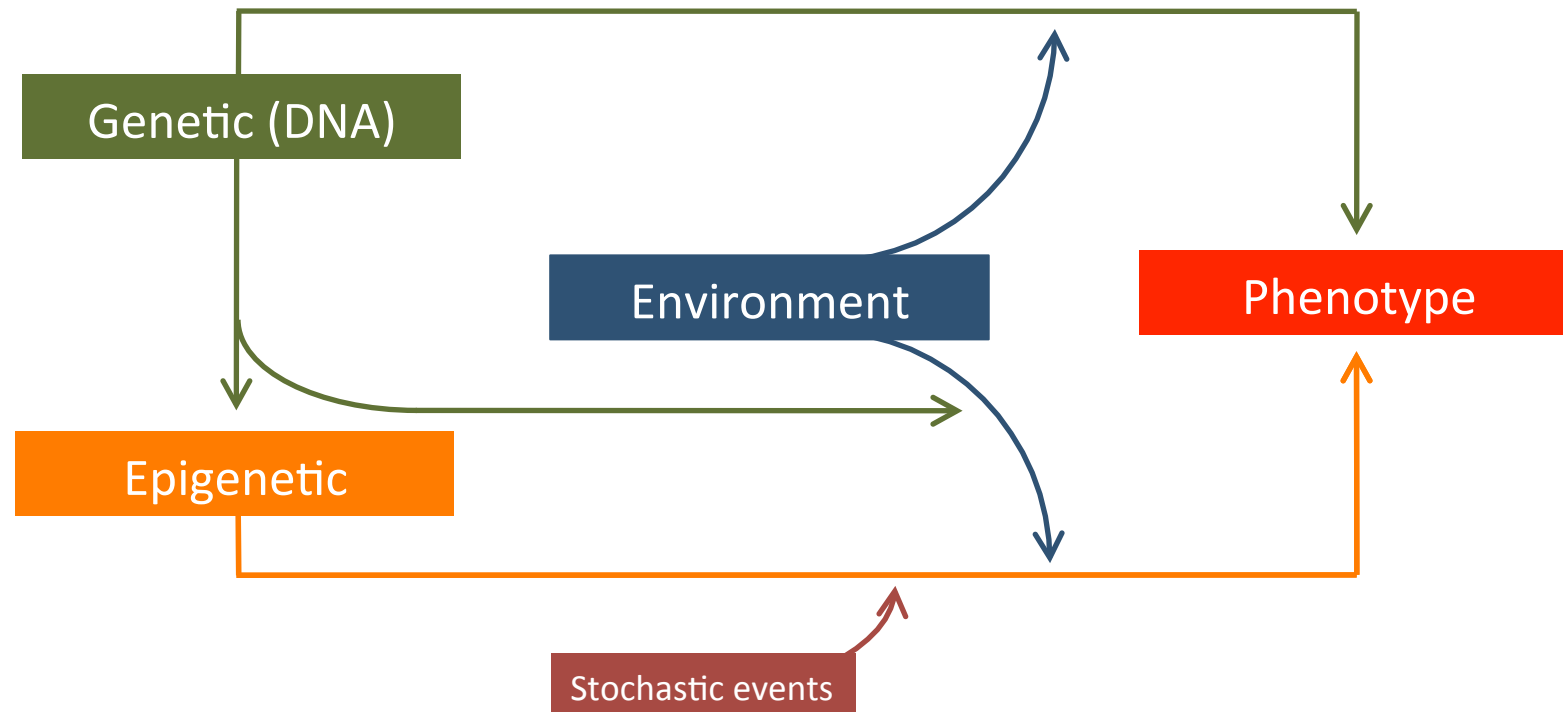 Genetic (DNA)
Environment
Phenotype
Epigenetic
Stochastic events